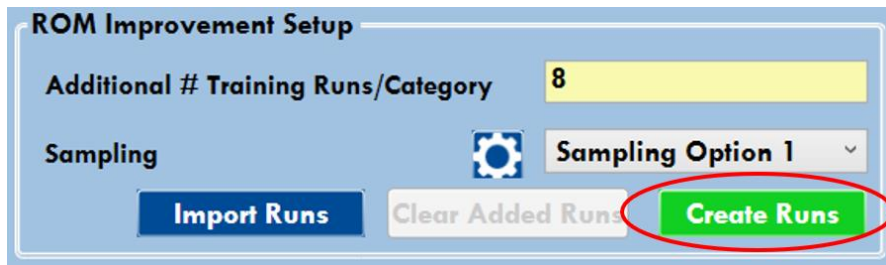 ROM Improvement Setup
Additional # Training Runs/Category 8
Sampling Sampling Option 1
Import Runs Clear Added Runs Create Runs